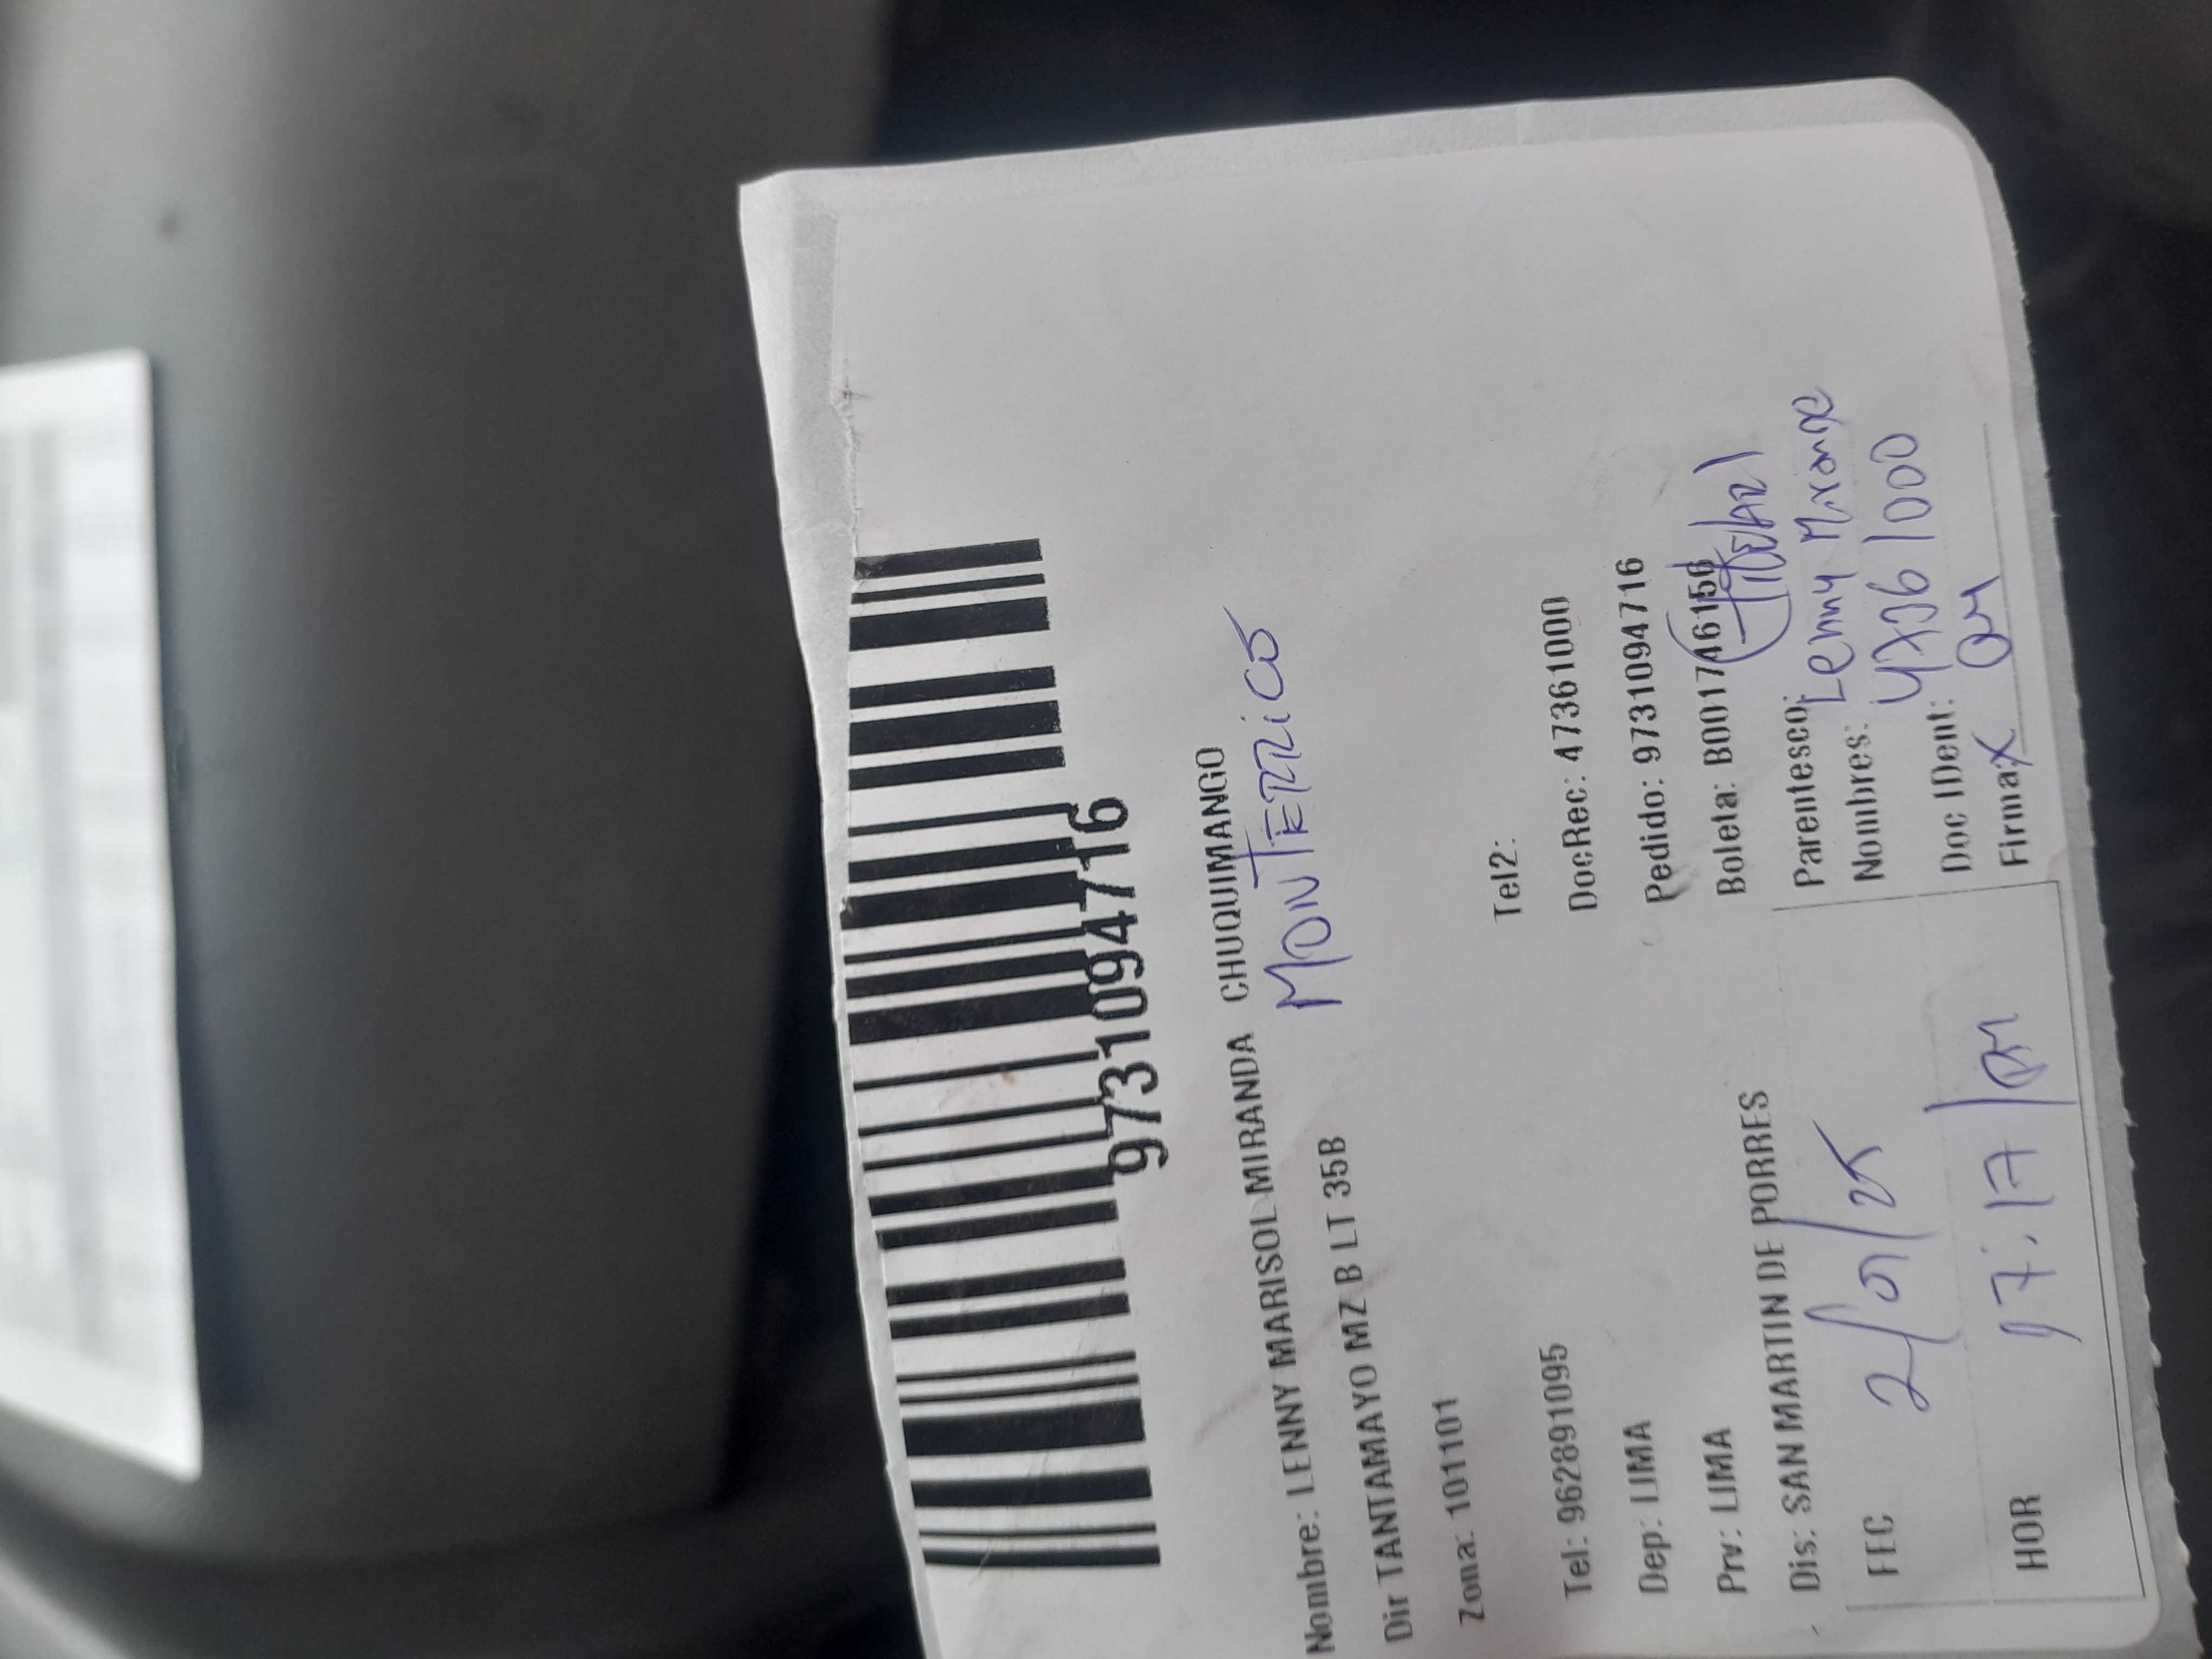 9731094716
Nombre: LENNY MARISOL MIRANDA CHUQUIMANGO
MONTERRICO
Dir TANTAMAYO MZ B LT 35B
Zona: 101101
Tel: 962891095 Tel2:
Dep: LIMA DocRec: 47361000
Prv: LIMA Pedido: 9731094716
Dis: SAN MARTIN DE PORRES Boleta: B001746156
Titular
Parentesco:
Nombres: Lenny Miranda
Doc IDent: 47361000
Firma:
FEC
HOR